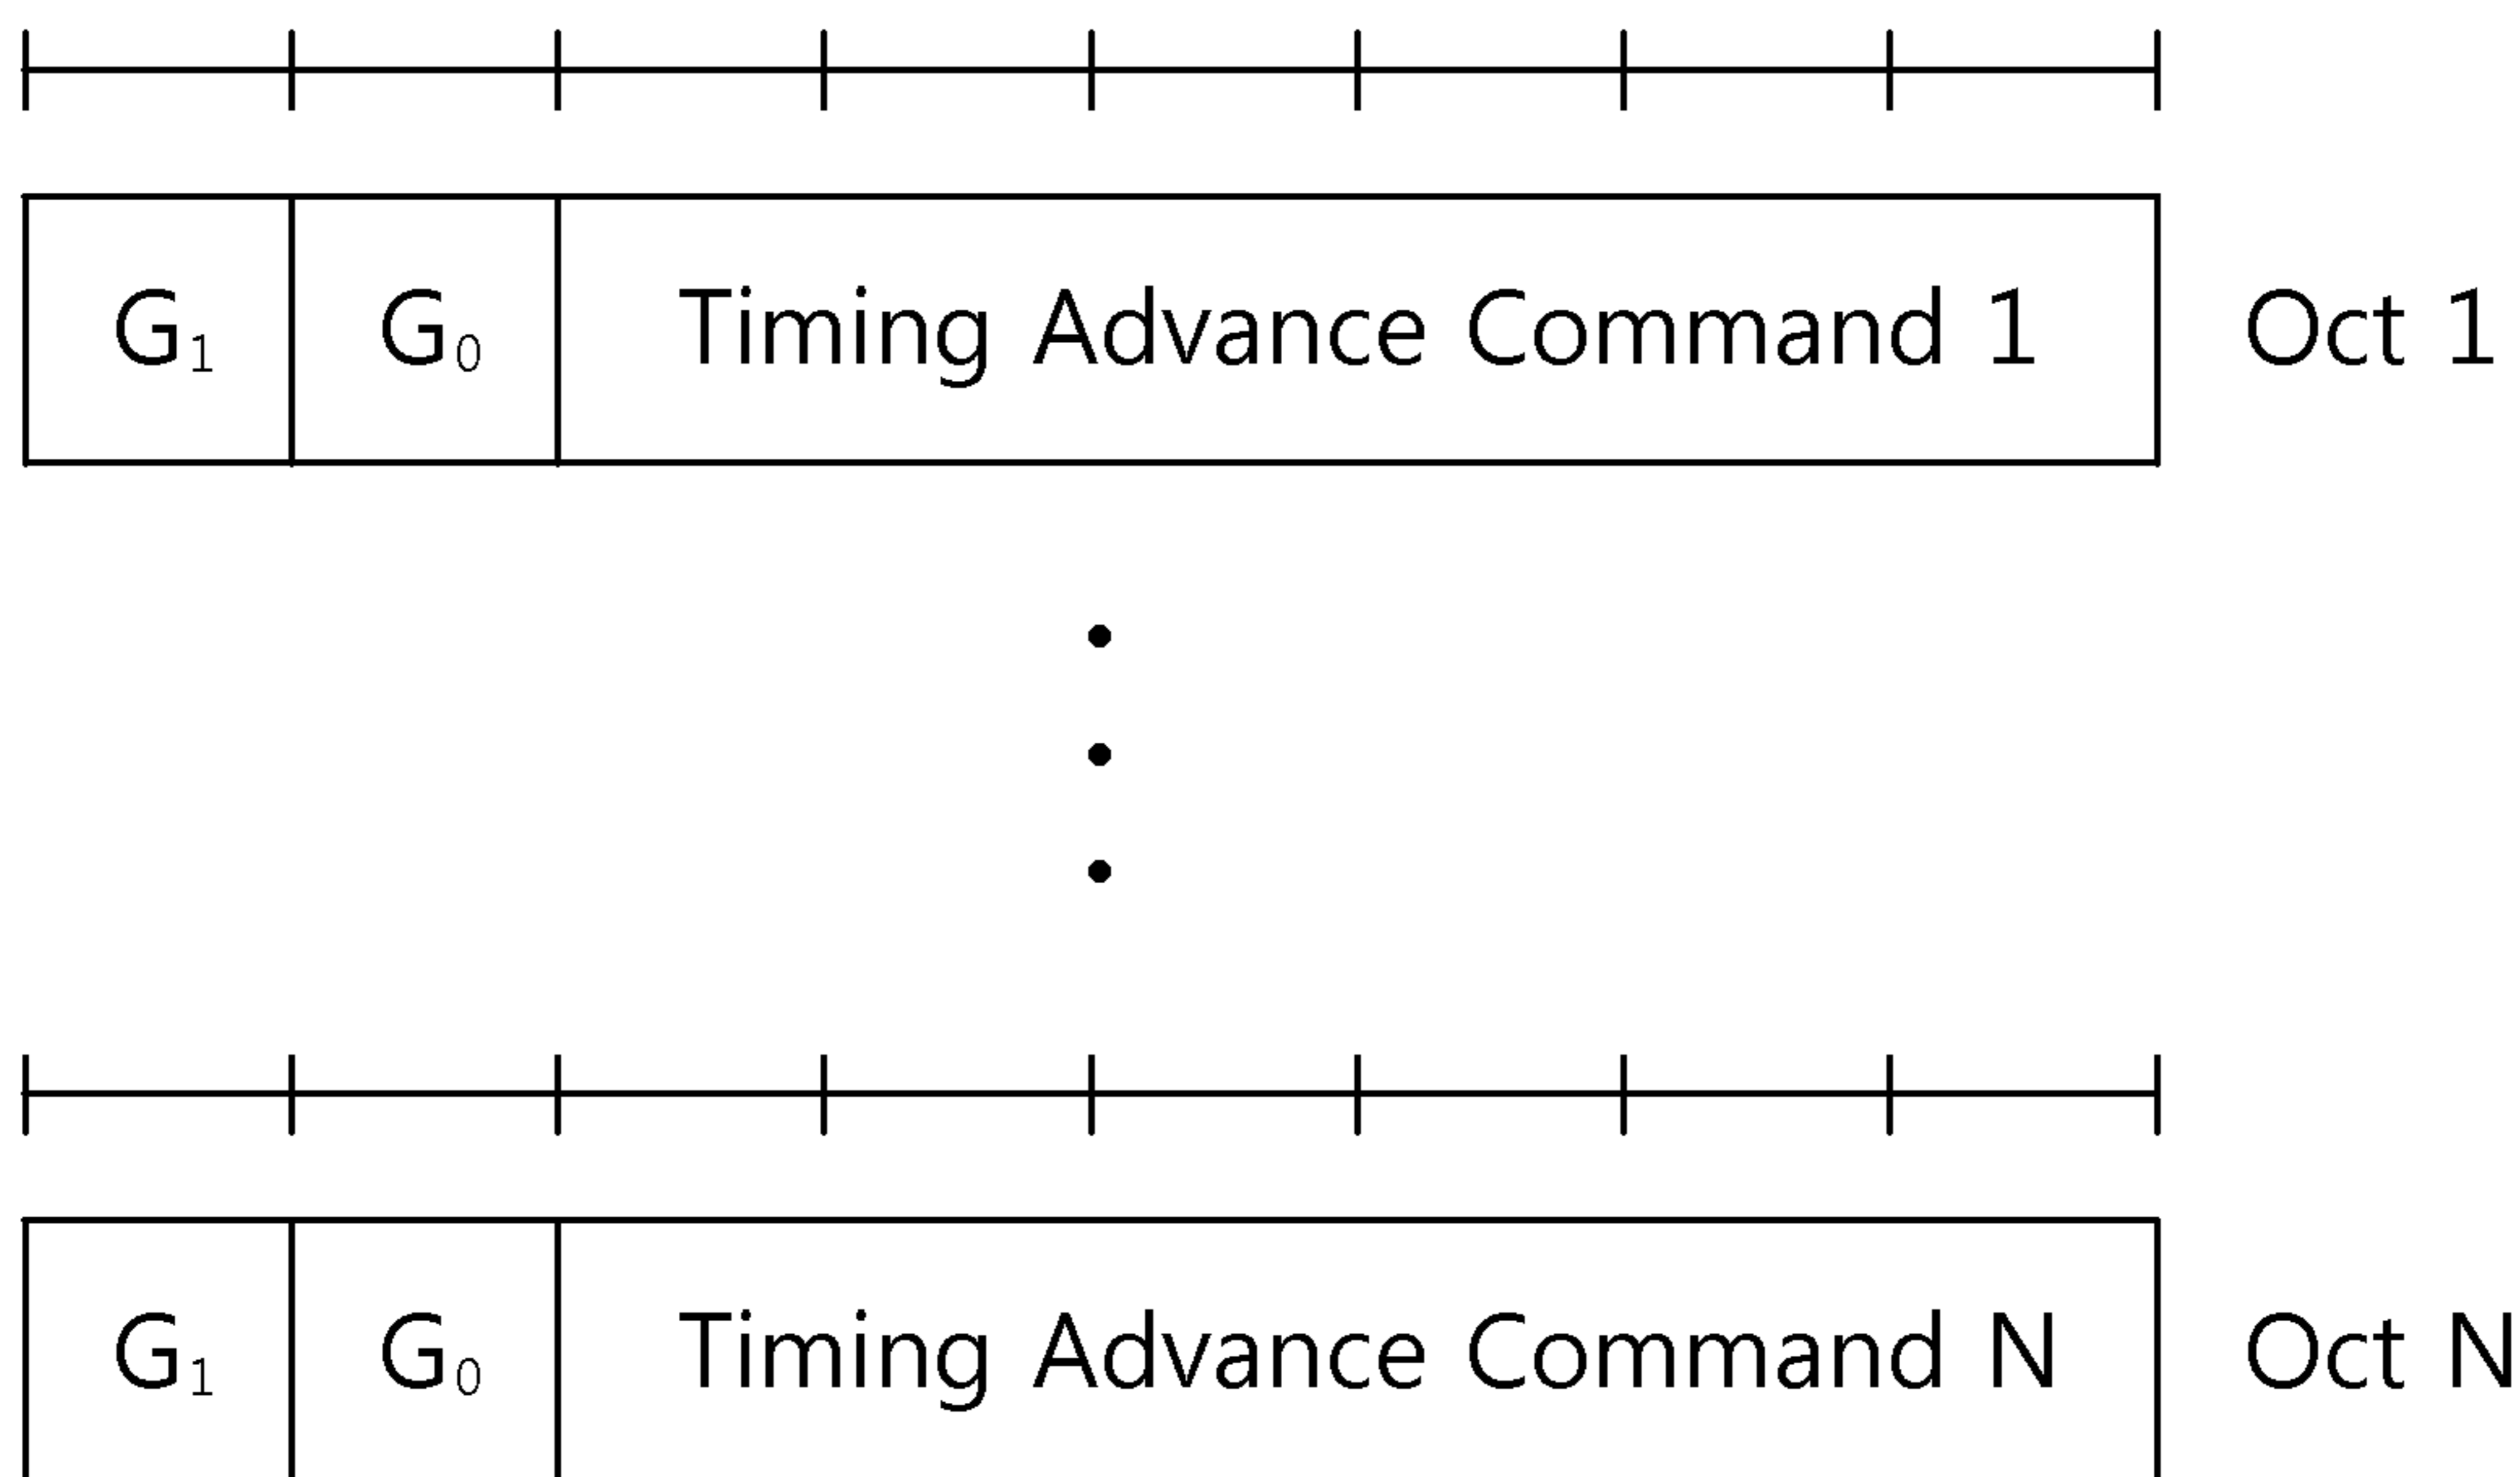 G₁ G₀ Timing Advance Command 1 Oct 1
G₁ G₀ Timing Advance Command N Oct N